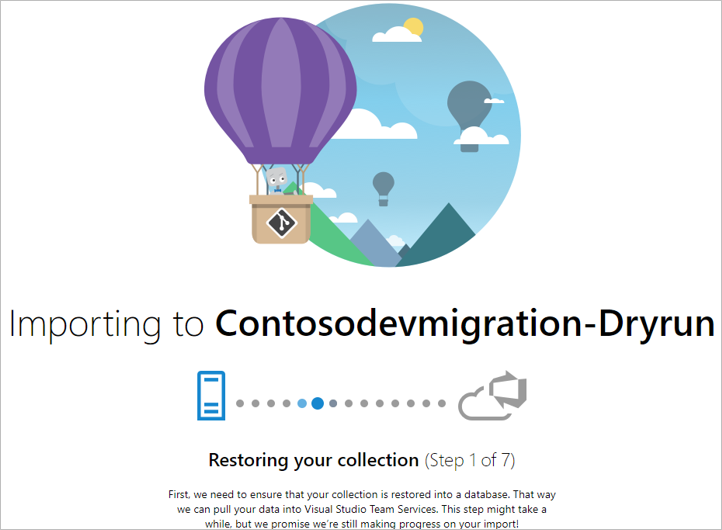 Importing to Contosodevmigration-Dryrun
Restoring your collection (Step 1 of 7)
First, we need to ensure that your collection is restored into a database. That way
we can pull your data into Visual Studio Team Services. This step might take a
while, but we promise we're still making progress on your import!